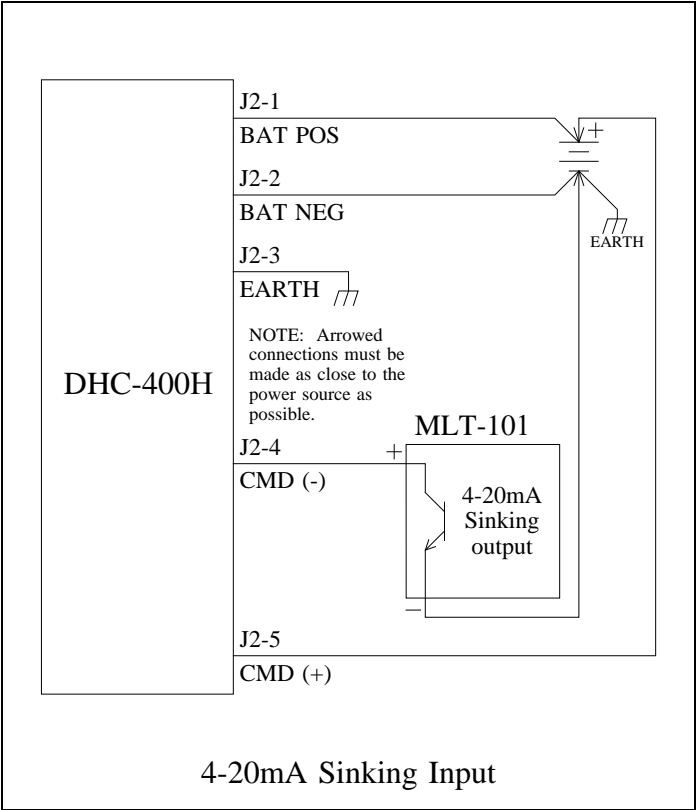 J2-1
BAT POS
+
J2-2
BAT NEG
EARTH
J2-3
EARTH
NOTE: Arrowed
connections must be
made as close to the
power source as
possible.
DHC-400H
MLT-101
J2-4
+
CMD (-)
4-20mA
Sinking
output
−
J2-5
CMD (+)
4-20mA Sinking Input